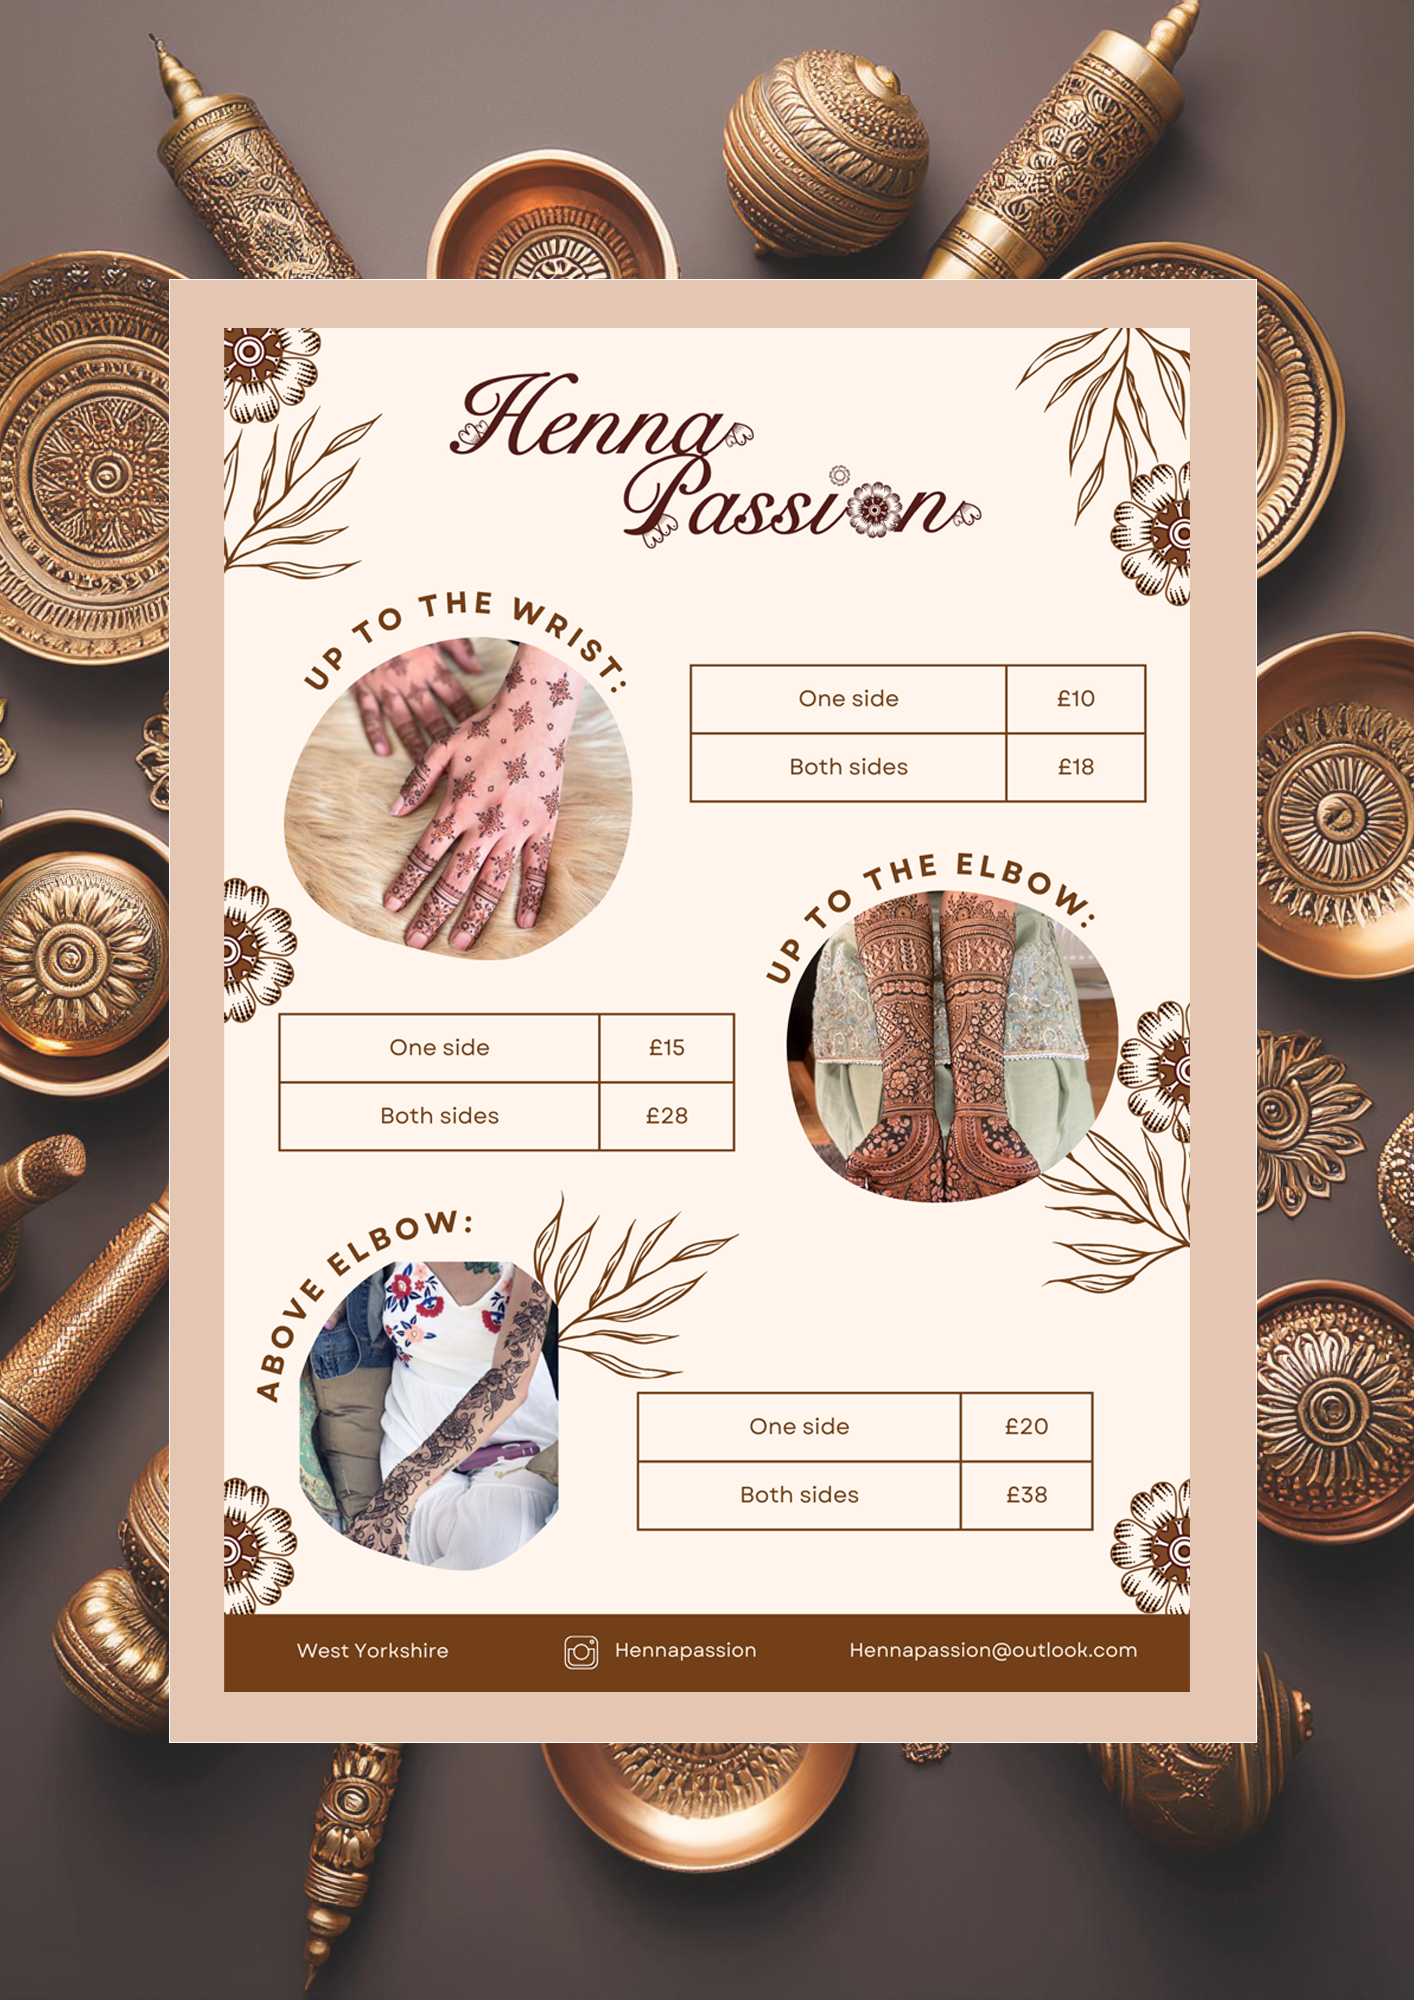 Henna
Passion
UP TO THE WRIST:
One side £10
Both sides £18
UP TO THE ELBOW:
One side £15
Both sides £28
ABOVE ELBOW:
One side £20
Both sides £38
West Yorkshire Hennapassion Hennapassion@outlook.com